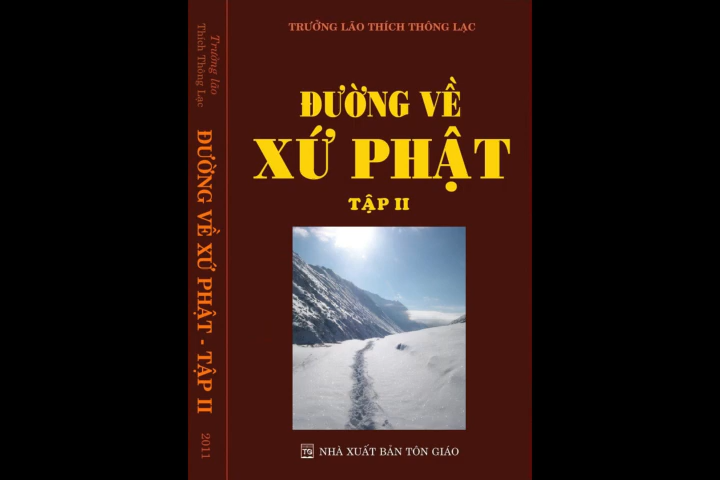 Trưởng lão
Thích Thông Lạc
ĐƯỜNG VỀ XỨ PHẬT - TẬP II
2011
TRƯỞNG LÃO THÍCH THÔNG LẠC
ĐƯỜNG VỀ
XỨ PHẬT
TẬP II
TG
NHÀ XUẤT BẢN TÔN GIÁO